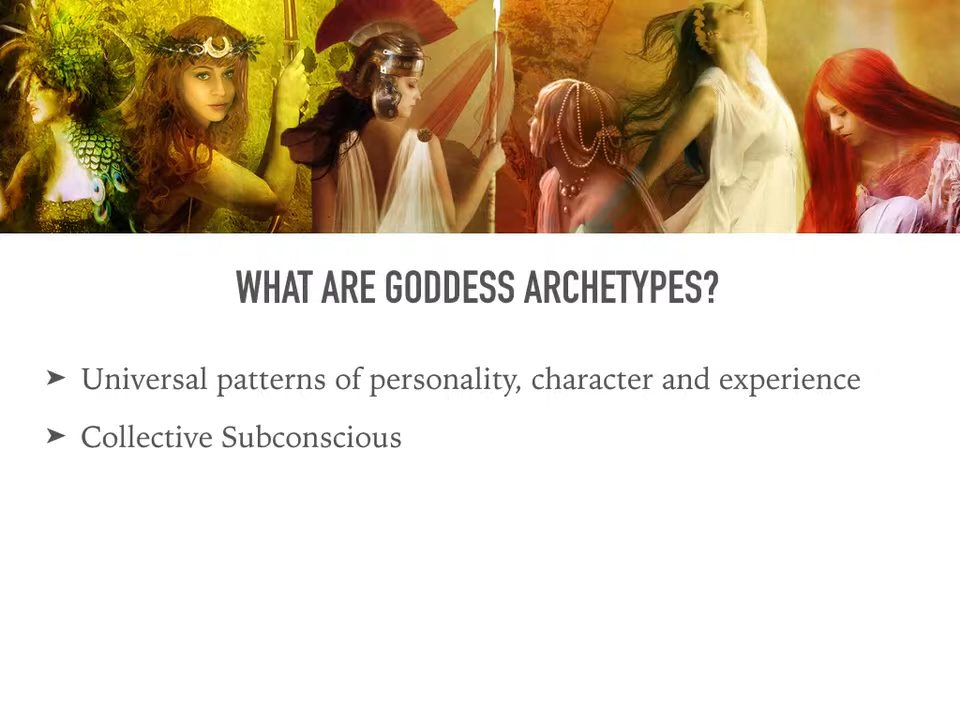 WHAT ARE GODDESS ARCHETYPES?
➤ Universal patterns of personality, character and experience
➤ Collective Subconscious